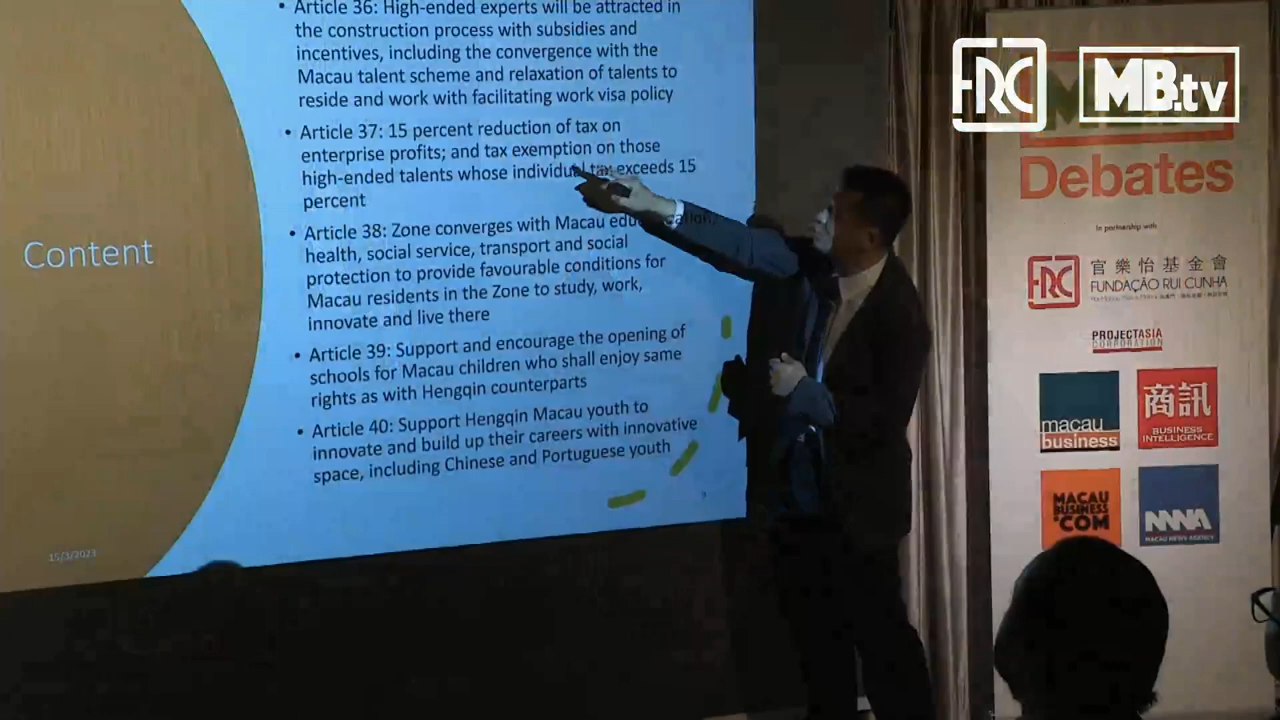 • Article 36: High-ended experts will be attracted in
the construction process with subsidies and
incentives, including the convergence with the
Macau talent scheme and relaxation of talents to
reside and work with facilitating work visa policy
• Article 37: 15 percent reduction of tax on
enterprise profits; and tax exemption on those
high-ended talents whose individual tax exceeds 15
percent
• Article 38: Zone converges with Macau education,
health, social service, transport and social
protection to provide favourable conditions for
Macau residents in the Zone to study, work,
innovate and live there
• Article 39: Support and encourage the opening of
schools for Macau children who shall enjoy same
rights as with Hengqin counterparts
• Article 40: Support Hengqin Macau youth to
innovate and build up their careers with innovative
space, including Chinese and Portuguese youth
Content
15/3/2023
FRC
MB.tv
Debates
In partnership with
FRC
官樂怡基金會
FUNDAÇÃO RUI CUNHA
PROJECTASIA
CORPORATION
macau
business
商訊
BUSINESS
INTELLIGENCE
MACAU
BUSINESS
.COM
MNA
MACAU NEWS AGENCY